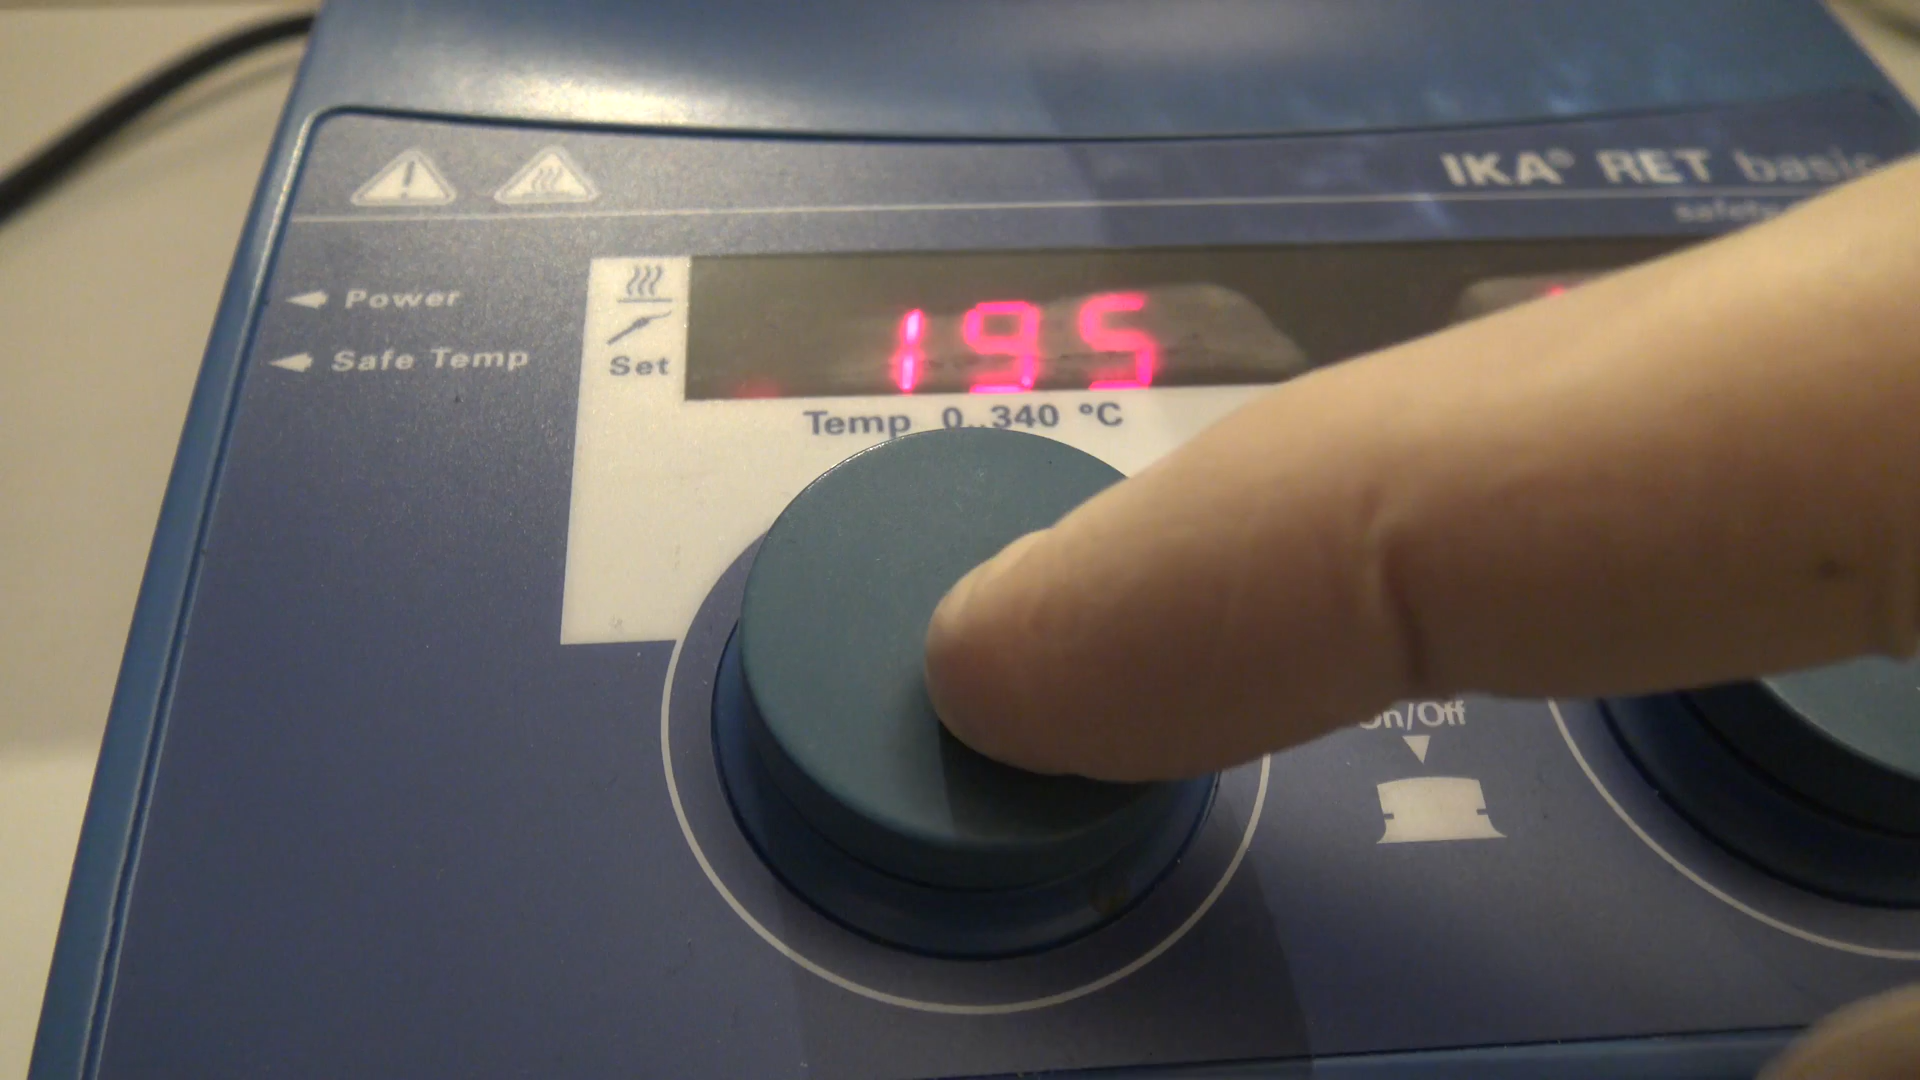 IKA® RET basic
Power
Safe Temp
Set
195
Temp 0..340 °C
On/Off